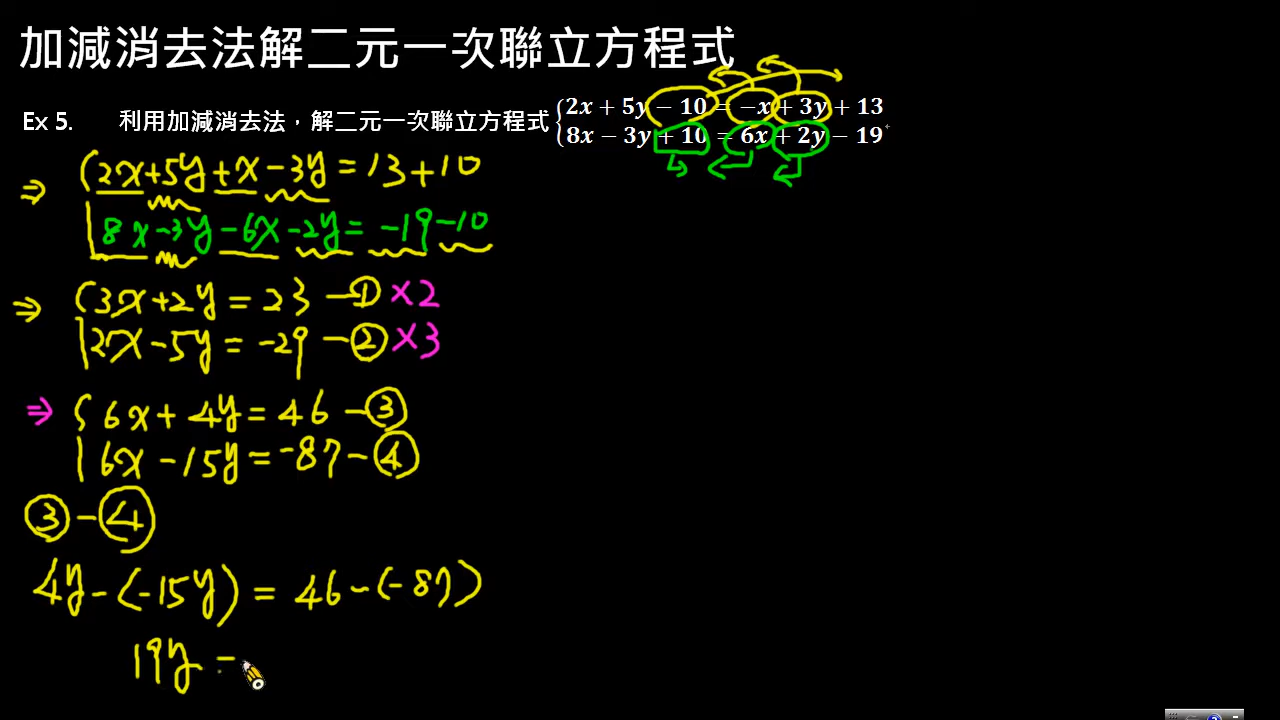 加減消去法解二元一次聯立方程式
Ex 5. 利用加減消去法，解二元一次聯立方程式 {2x + 5y − 10 = −x + 3y + 13
8x − 3y + 10 = 6x + 2y − 19
⇒ {2x+5y+x-3y=13+10
8x-3y-6x-2y=-19-10
⇒ {3x+2y=23 -① ×2
2x-5y=-29 -② ×3
⇒ {6x+4y=46-③
6x-15y=-87-④
③-④
4y-(-15y)=46-(-87)
19y=